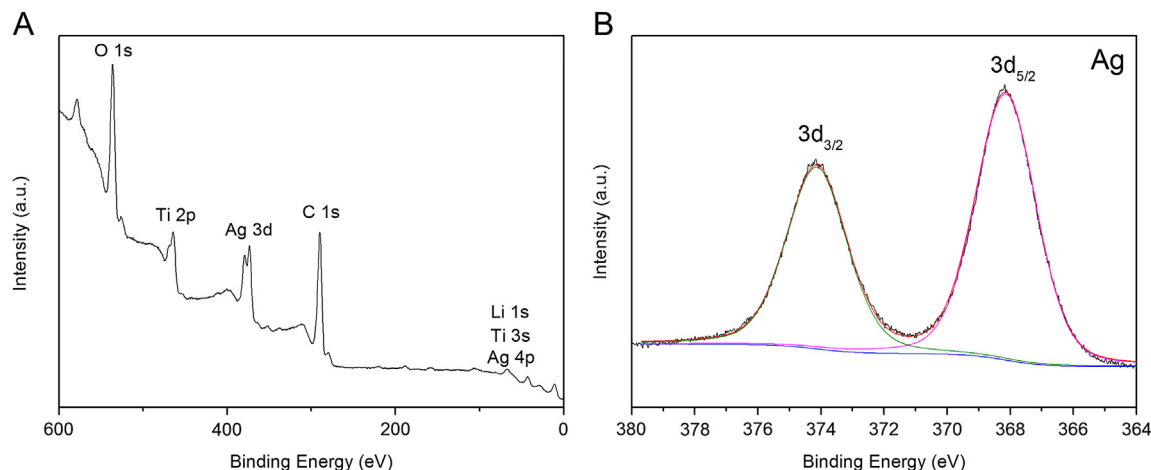 A
O 1s
Ti 2p
Ag 3d
C 1s
Li 1s
Ti 3s
Ag 4p
Intensity (a.u.)
600
400
200
0
Binding Energy (eV)
B
Ag
3d3/2
3d5/2
Intensity (a.u.)
380
378
376
374
372
370
368
366
364
Binding Energy (eV)